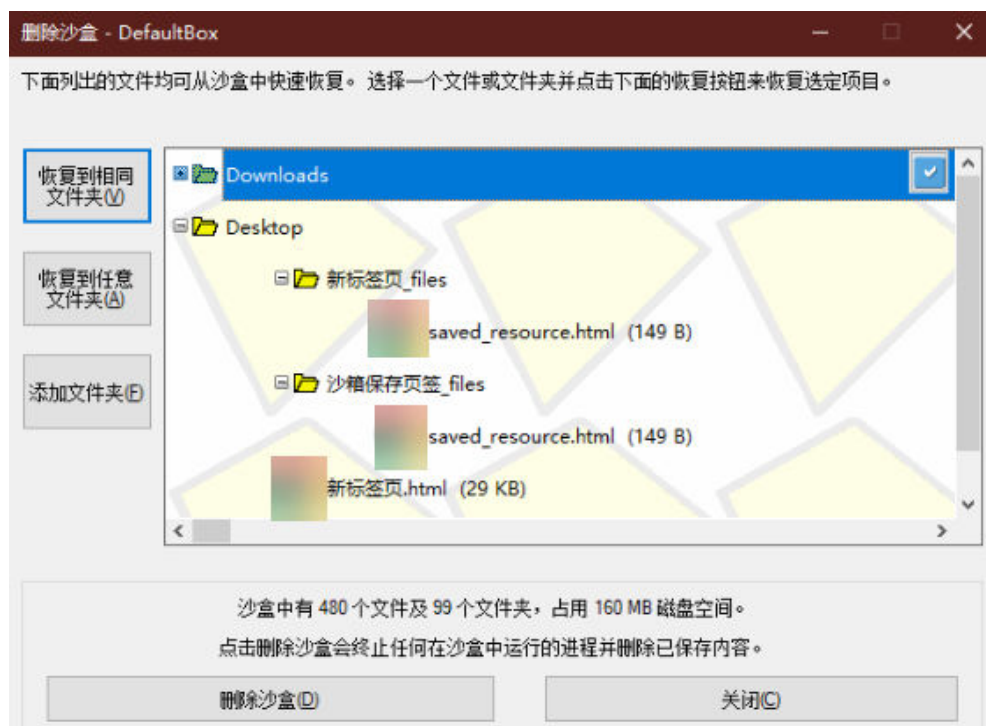 删除沙盒 - DefaultBox
下面列出的文件均可从沙盒中快速恢复。 选择一个文件或文件夹并点击下面的恢复按钮来恢复选定项目。
恢复到相同
文件夹(V)
Downloads
Desktop
恢复到任意
文件夹(A)
新标签页_files
saved_resource.html (149 B)
添加文件夹(F)
沙箱保存页签_files
saved_resource.html (149 B)
新标签页.html (29 KB)
沙盒中有 480 个文件及 99 个文件夹，占用 160 MB 磁盘空间。
点击删除沙盒会终止任何在沙盒中运行的进程并删除已保存内容。
删除沙盒(D)
关闭(C)